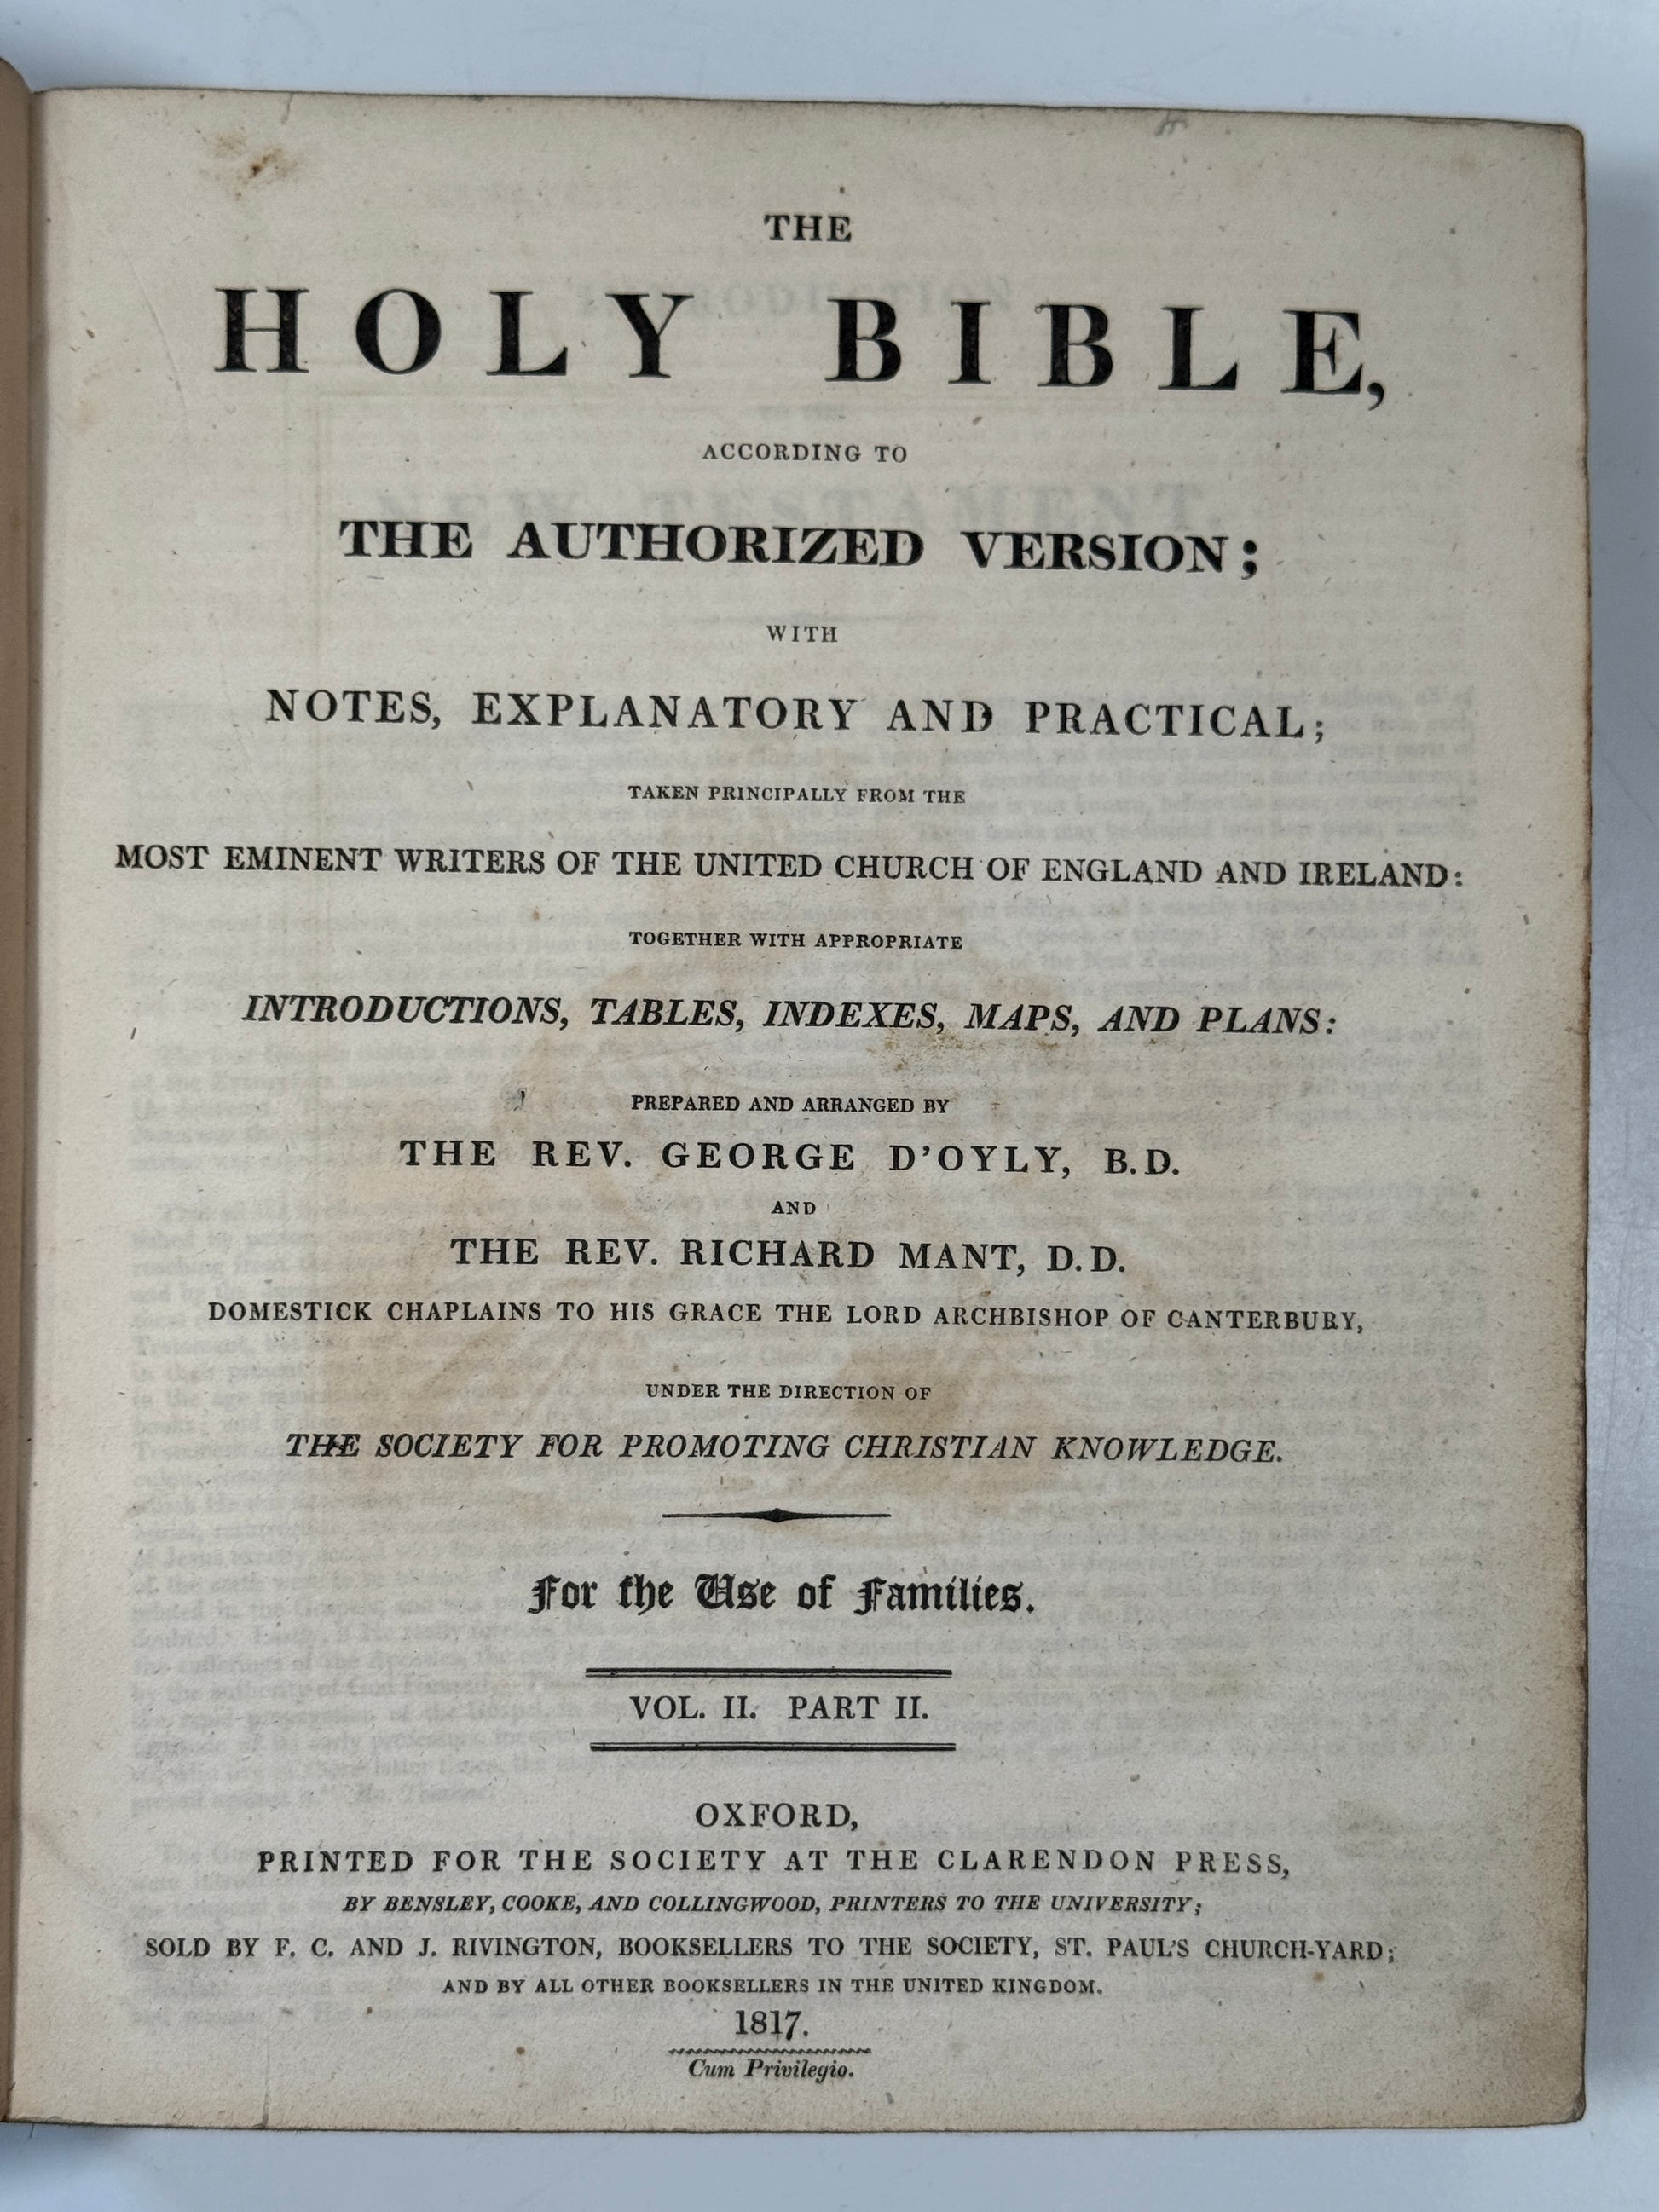 THE
HOLY BIBLE,
ACCORDING TO
THE AUTHORIZED VERSION;
WITH
NOTES, EXPLANATORY AND PRACTICAL;
TAKEN PRINCIPALLY FROM THE
MOST EMINENT WRITERS OF THE UNITED CHURCH OF ENGLAND AND IRELAND:
TOGETHER WITH APPROPRIATE
INTRODUCTIONS, TABLES, INDEXES, MAPS, AND PLANS:
PREPARED AND ARRANGED BY
THE REV. GEORGE D'OYLY, B.D.
AND
THE REV. RICHARD MANT, D.D.
DOMESTICK CHAPLAINS TO HIS GRACE THE LORD ARCHBISHOP OF CANTERBURY,
UNDER THE DIRECTION OF
THE SOCIETY FOR PROMOTING CHRISTIAN KNOWLEDGE.
For the Use of Families.
VOL. II. PART II.
OXFORD,
PRINTED FOR THE SOCIETY AT THE CLARENDON PRESS,
BY BENSLEY, COOKE, AND COLLINGWOOD, PRINTERS TO THE UNIVERSITY;
SOLD BY F. C. AND J. RIVINGTON, BOOKSELLERS TO THE SOCIETY, ST. PAUL'S CHURCH-YARD;
AND BY ALL OTHER BOOKSELLERS IN THE UNITED KINGDOM.
1817.
Cum Privilegio.